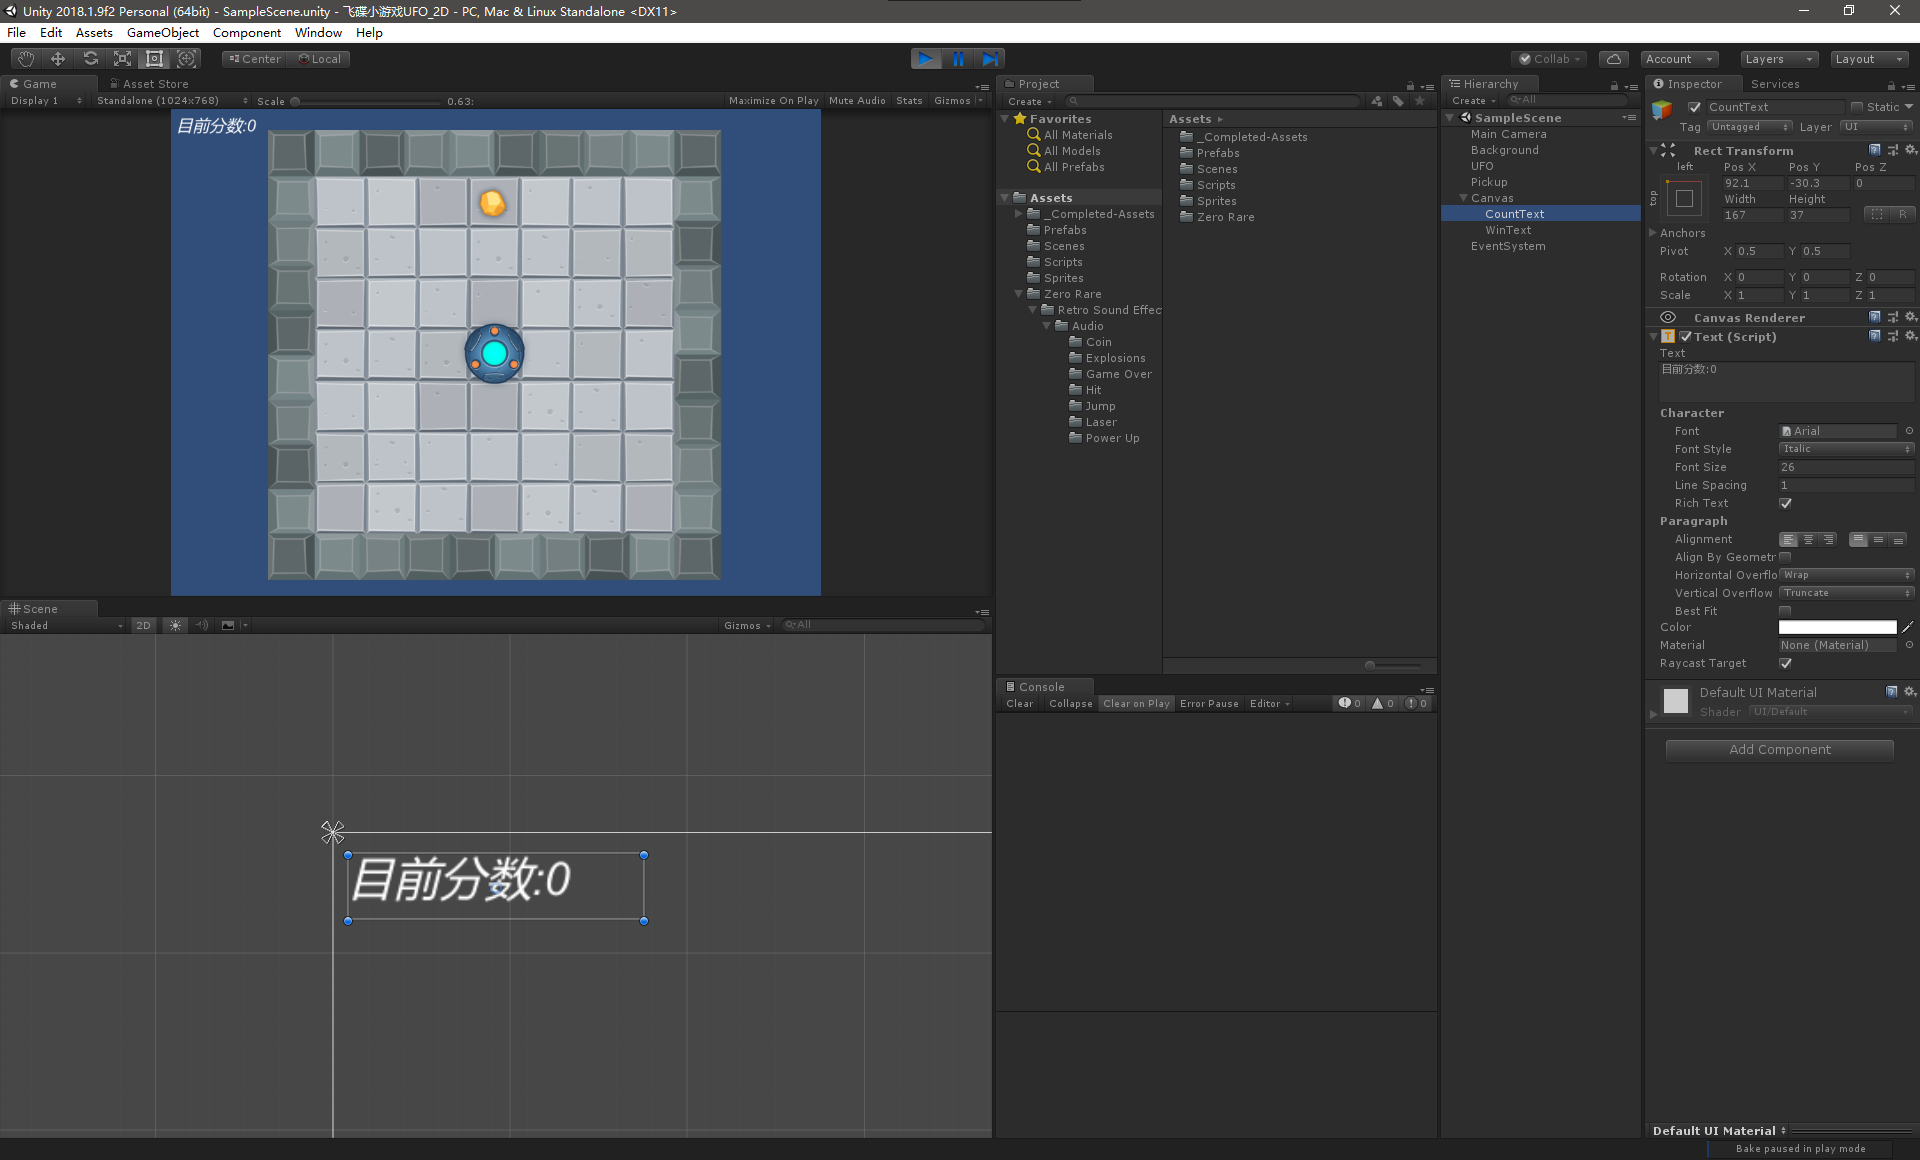 Unity 2018.1.9f2 Personal (64bit) - SampleScene.unity - 飞碟小游戏UFO_2D - PC, Mac & Linux Standalone <DX11>
File Edit Assets GameObject Component Window Help
Center Local Collab Account Layers Layout
Game Asset Store
Display 1 Standalone (1024x768) Scale 0.63: Maximize On Play Mute Audio Stats Gizmos
目前分数:0
Scene
Shaded 2D Gizmos All
目前分数:0
Project
Create
Favorites
All Materials
All Models
All Prefabs
Assets
_Completed-Assets
Prefabs
Scenes
Scripts
Sprites
Zero Rare
Retro Sound Effec
Audio
Coin
Explosions
Game Over
Hit
Jump
Laser
Power Up
Assets
_Completed-Assets
Prefabs
Scenes
Scripts
Sprites
Zero Rare
Console
Clear Collapse Clear on Play Error Pause Editor 0 0 0
Hierarchy
Create All
SampleScene
Main Camera
Background
UFO
Pickup
Canvas
CountText
WinText
EventSystem
Inspector Services
CountText Static
Tag Untagged Layer UI
Rect Transform
left Pos X Pos Y Pos Z
top 92.1 -30.3 0
Width Height
167 37 R
Anchors
Pivot X 0.5 Y 0.5
Rotation X 0 Y 0 Z 0
Scale X 1 Y 1 Z 1
Canvas Renderer
Text (Script)
Text
目前分数:0
Character
Font Arial
Font Style Italic
Font Size 26
Line Spacing 1
Rich Text
Paragraph
Alignment
Align By Geometr
Horizontal Overflo Wrap
Vertical Overflow Truncate
Best Fit
Color
Material None (Material)
Raycast Target
Default UI Material
Shader UI/Default
Add Component
Default UI Material
Bake paused in play mode